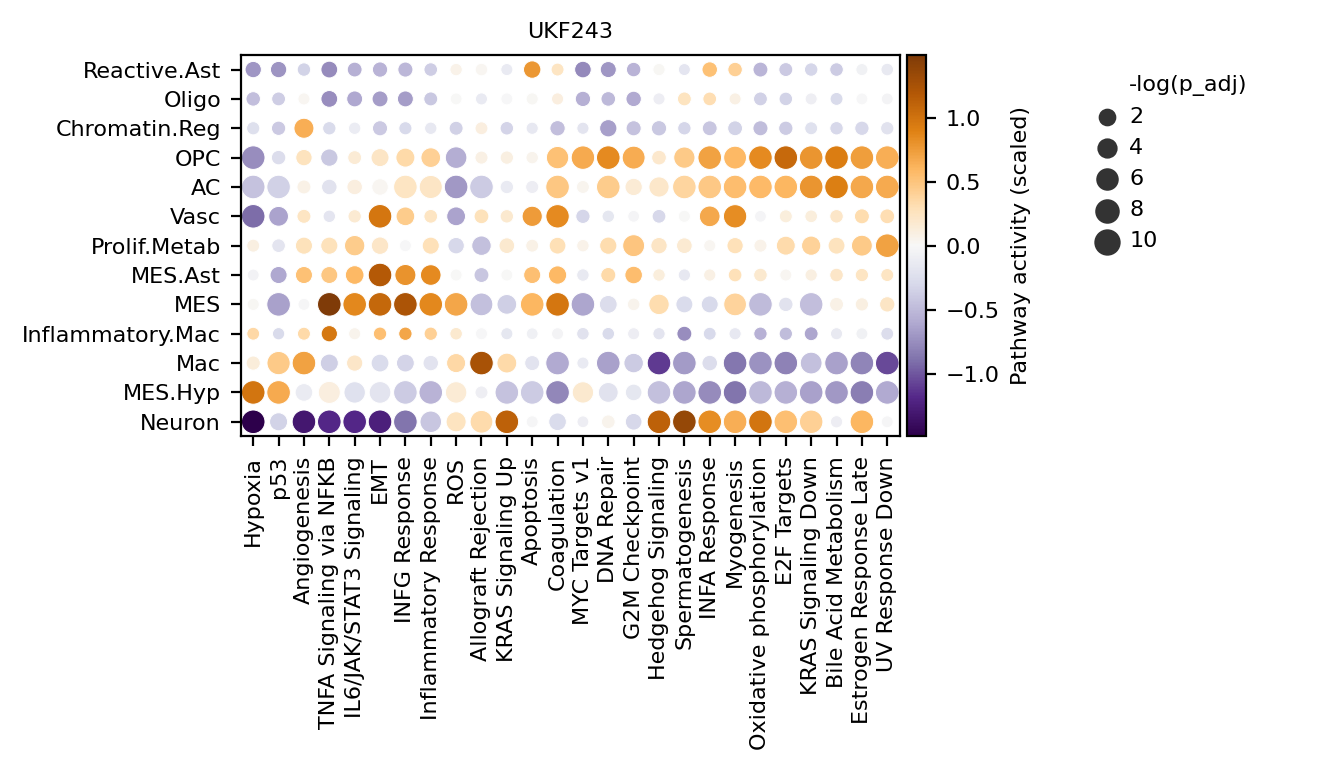 UKF243
Reactive.Ast
Oligo
Chromatin.Reg
OPC
AC
Vasc
Prolif.Metab
MES.Ast
MES
Inflammatory.Mac
Mac
MES.Hyp
Neuron
Hypoxia
p53
Angiogenesis
TNFA Signaling via NFKB
IL6/JAK/STAT3 Signaling
EMT
INFG Response
Inflammatory Response
ROS
Allograft Rejection
KRAS Signaling Up
Apoptosis
Coagulation
MYC Targets v1
DNA Repair
G2M Checkpoint
Hedgehog Signaling
Spermatogenesis
INFA Response
Myogenesis
Oxidative phosphorylation
E2F Targets
KRAS Signaling Down
Bile Acid Metabolism
Estrogen Response Late
UV Response Down
1.0
0.5
0.0
−0.5
−1.0
Pathway activity (scaled)
-log(p_adj)
2
4
6
8
10